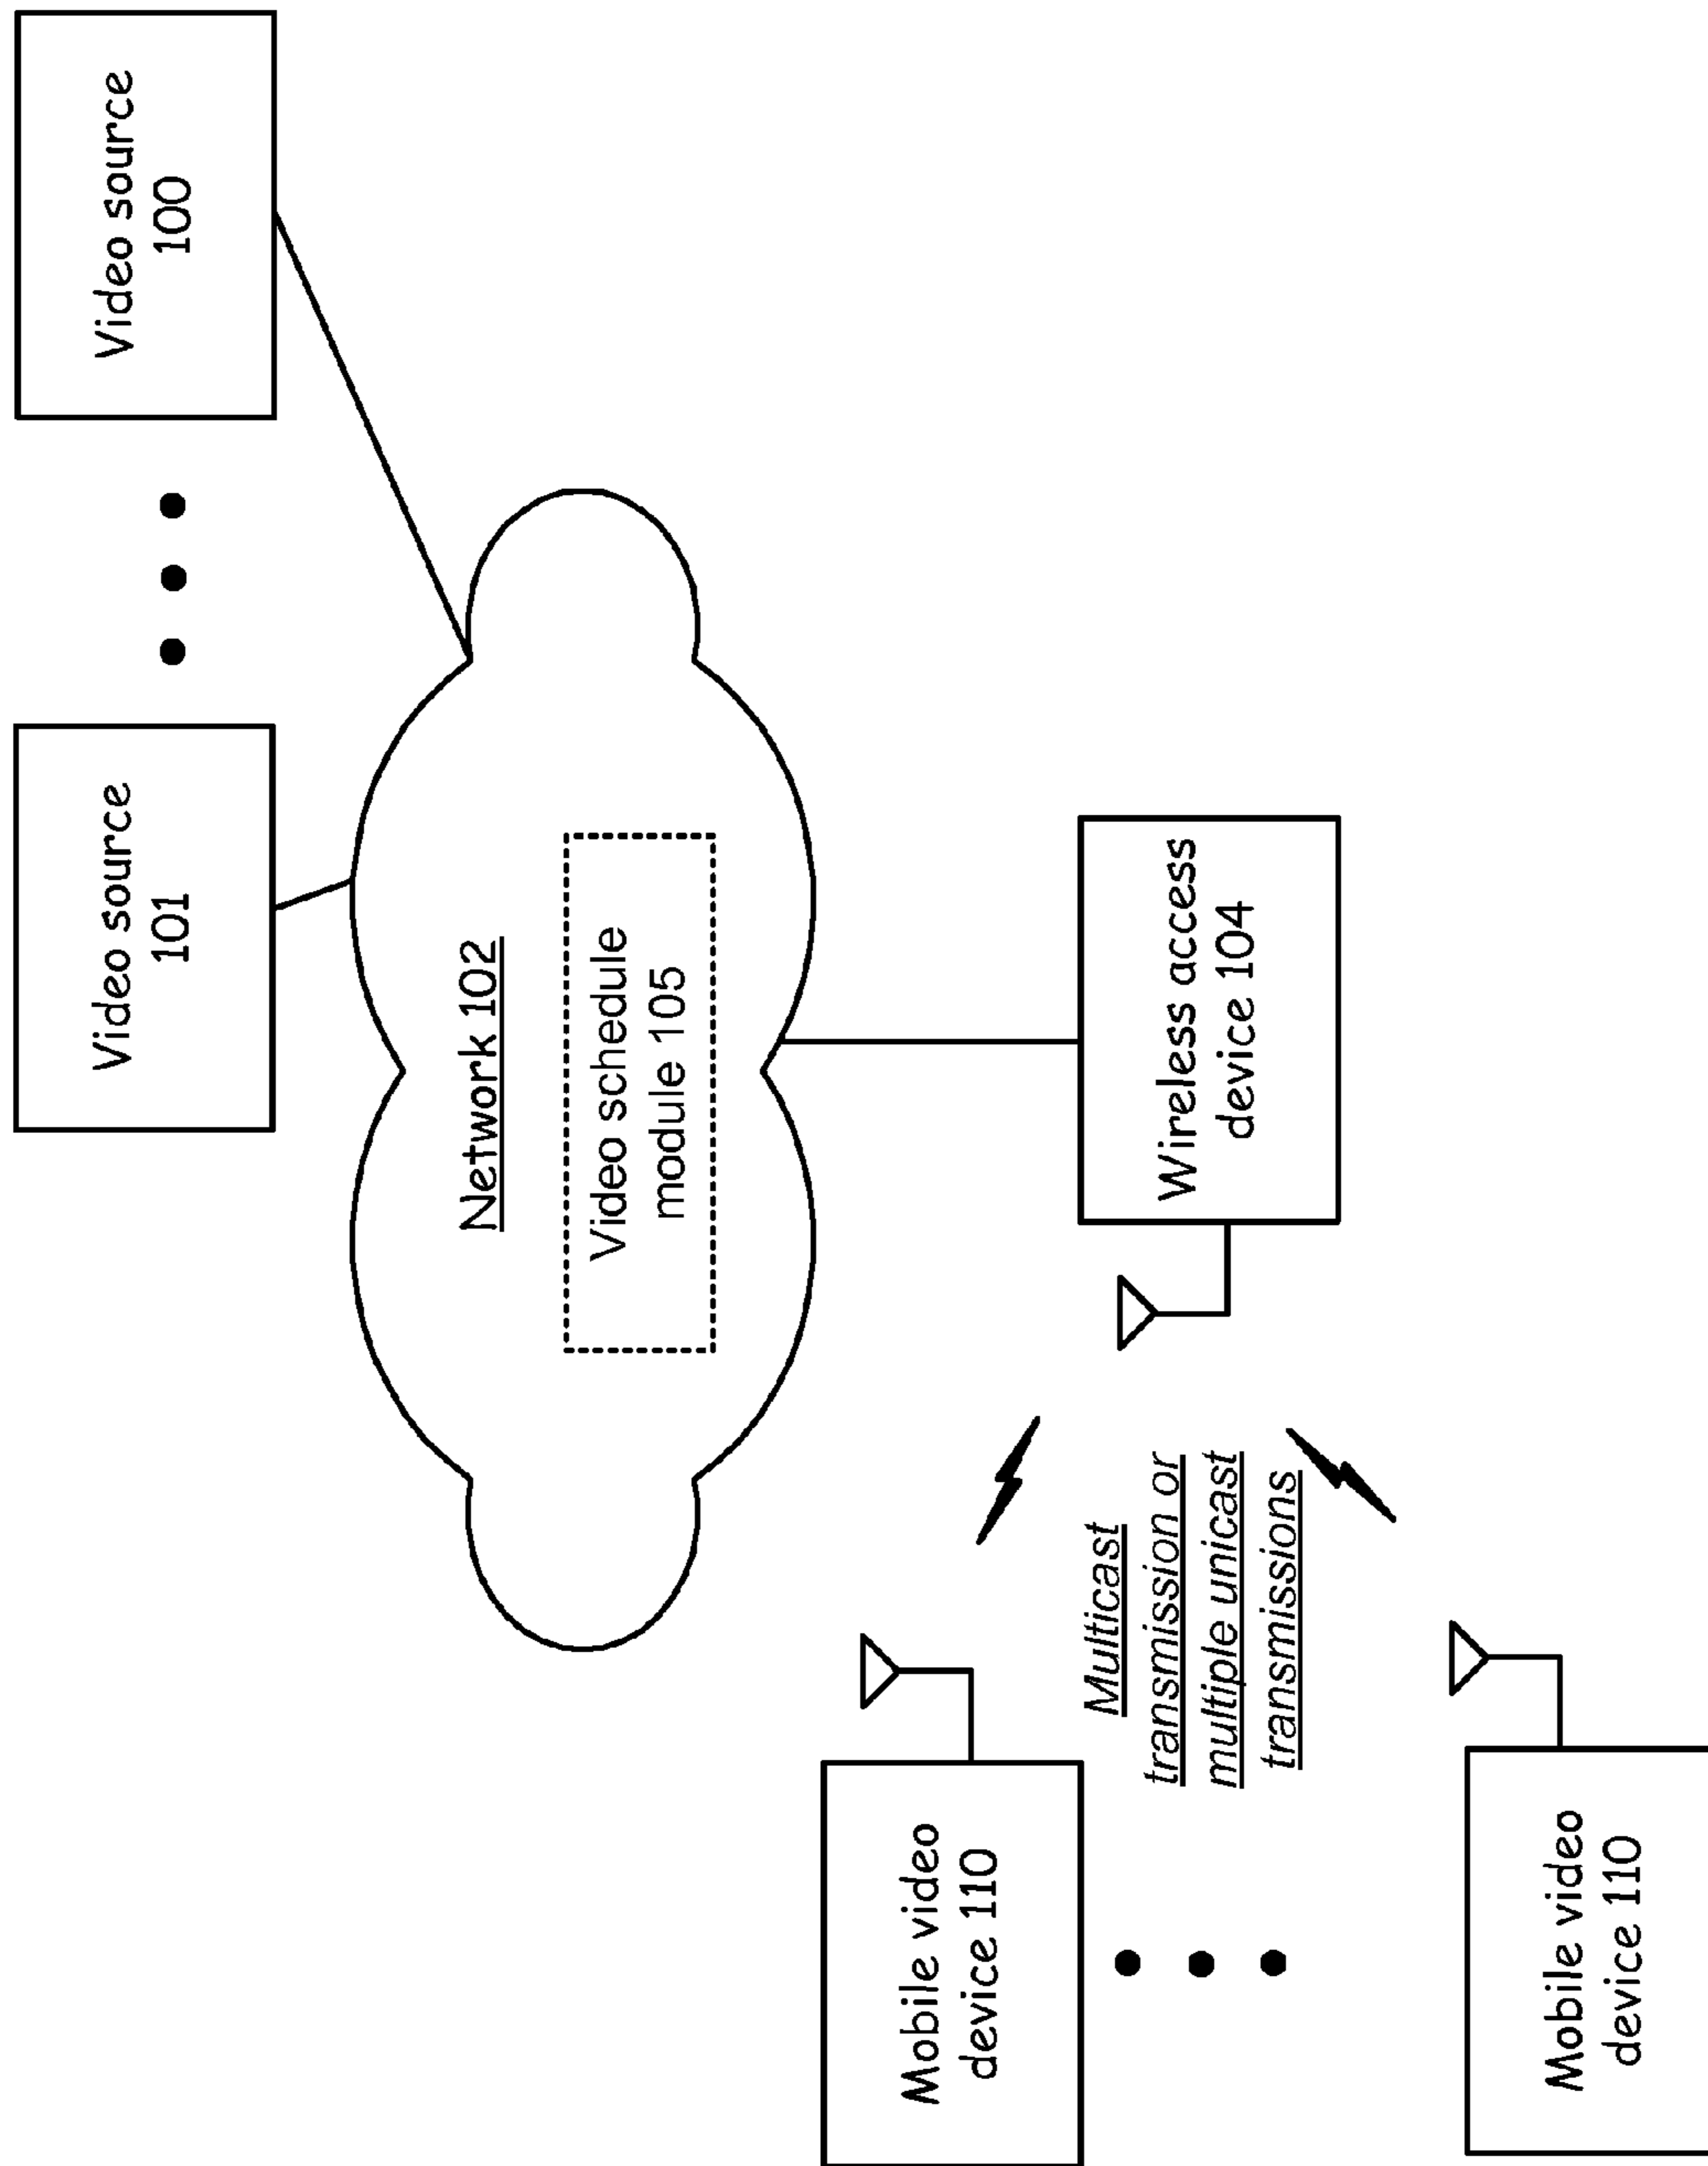 Video source
101
Video source
100
Network 102
Video schedule
module 105
Mobile video
device 110
Multicast
transmission or
multiple unicast
transmissions
Wireless access
device 104
Mobile video
device 110